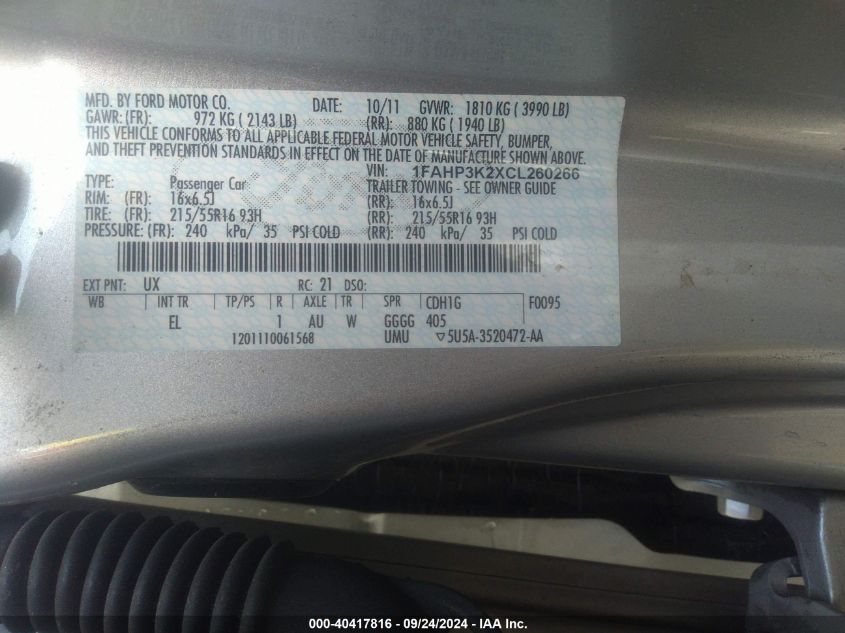 MFD. BY FORD MOTOR CO. DATE: 10/11 GVWR: 1810 KG ( 3990 LB)
GAWR: (FR): 972 KG ( 2143 LB) (RR): 880 KG ( 1940 LB)
THIS VEHICLE CONFORMS TO ALL APPLICABLE FEDERAL MOTOR VEHICLE SAFETY, BUMPER,
AND THEFT PREVENTION STANDARDS IN EFFECT ON THE DATE OF MANUFACTURE SHOWN ABOVE.
VIN: 1FAHP3K2XCL260266
TYPE: Passenger Car TRAILER TOWING - SEE OWNER GUIDE
RIM: (FR): 16x6.5J (RR): 16x6.5J
TIRE: (FR): 215/55R16 93H (RR): 215/55R16 93H
PRESSURE: (FR): 240 kPa/ 35 PSI COLD (RR): 240 kPa/ 35 PSI COLD
EXT PNT: UX RC: 21 DSO:
WB INT TR TP/PS R AXLE TR SPR CDH1G F0095
EL 1 AU W GGGG 405
1201110061568 UMU ▽5U5A-3520472-AA
000-40417816 - 09/24/2024 - IAA Inc.